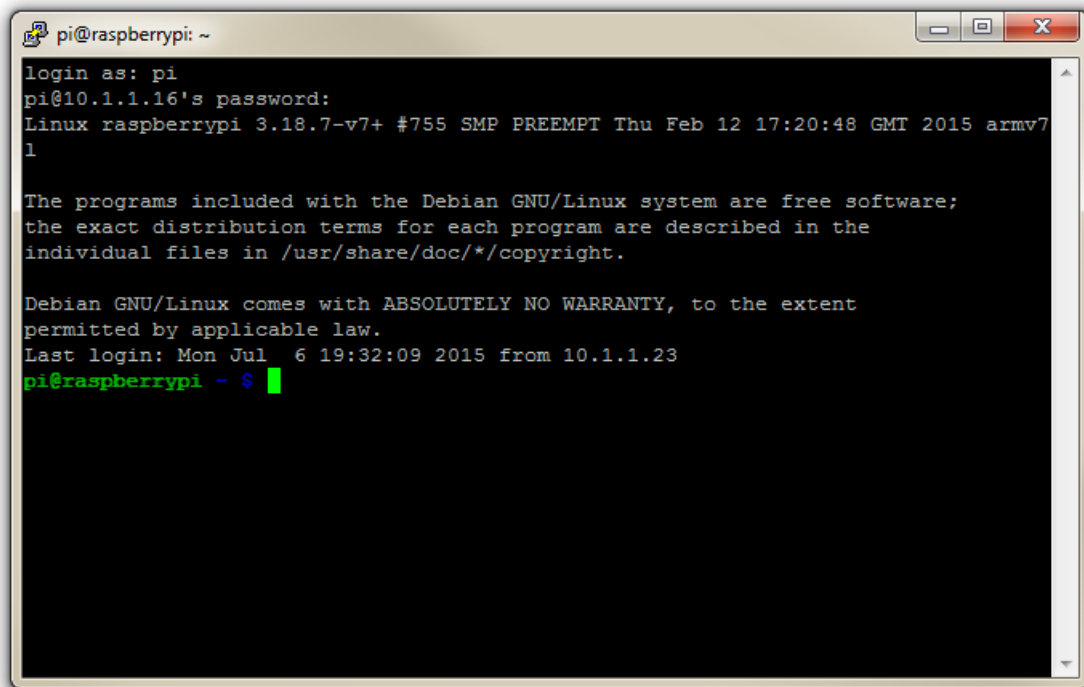 pi@raspberrypi: ~
login as: pi
pi@10.1.1.16's password:
Linux raspberrypi 3.18.7-v7+ #755 SMP PREEMPT Thu Feb 12 17:20:48 GMT 2015 armv7
l
The programs included with the Debian GNU/Linux system are free software;
the exact distribution terms for each program are described in the
individual files in /usr/share/doc/*/copyright.
Debian GNU/Linux comes with ABSOLUTELY NO WARRANTY, to the extent
permitted by applicable law.
Last login: Mon Jul  6 19:32:09 2015 from 10.1.1.23
pi@raspberrypi ~ $